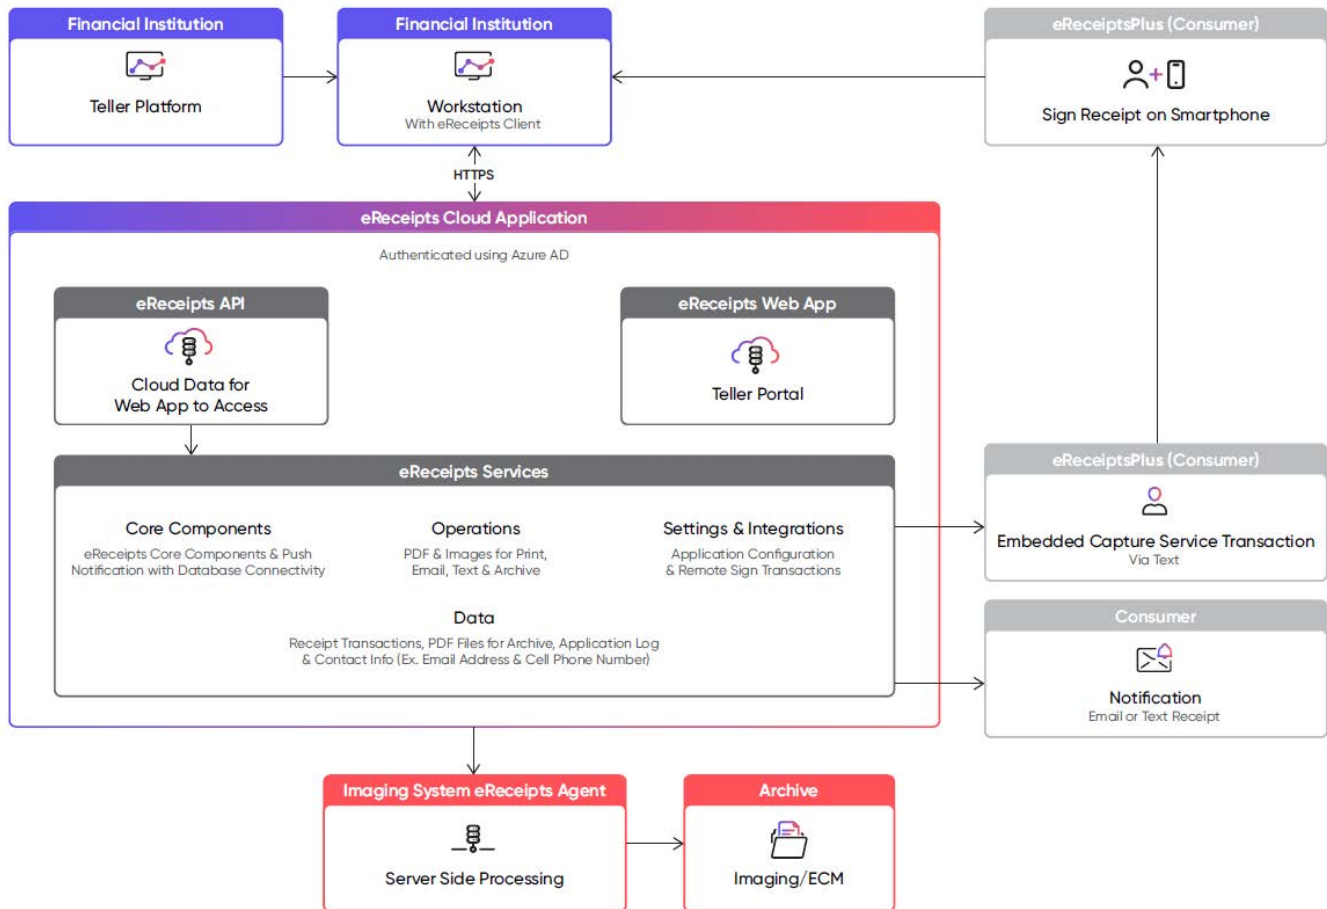 Financial Institution
Teller Platform
Financial Institution
Workstation
With eReceipts Client
eReceiptsPlus (Consumer)
Sign Receipt on Smartphone
HTTPS
eReceipts Cloud Application
Authenticated using Azure AD
eReceipts API
Cloud Data for
Web App to Access
eReceipts Web App
Teller Portal
eReceipts Services
Core Components
eReceipts Core Components & Push
Notification with Database Connectivity
Operations
PDF & Images for Print,
Email, Text & Archive
Settings & Integrations
Application Configuration
& Remote Sign Transactions
Data
Receipt Transactions, PDF Files for Archive, Application Log
& Contact Info (Ex. Email Address & Cell Phone Number)
eReceiptsPlus (Consumer)
Embedded Capture Service Transaction
Via Text
Consumer
Notification
Email or Text Receipt
Imaging System eReceipts Agent
Server Side Processing
Archive
Imaging/ECM